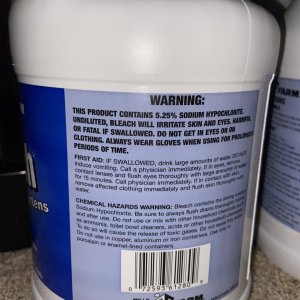 WARNING:
THIS PRODUCT CONTAINS 5.25% SODIUM HYPOCHLORITE.
UNDILUTED, BLEACH WILL IRRITATE SKIN AND EYES. HARMFUL
OR FATAL IF SWALLOWED. DO NOT GET IN EYES OR ON
CLOTHING. ALWAYS WEAR GLOVES WHEN USING FOR PROLONGED
PERIODS OF TIME.
FIRST AID: IF SWALLOWED, drink large amounts of water. DO NOT
induce vomiting. Call a physician immediately. If in eyes, remove
contact lenses and flush eyes thoroughly with large amounts of water
for 15 minutes. Call physician immediately. If in contact with skin,
remove affected clothing immediately and flush skin thoroughly with
water.
CHEMICAL HAZARDS WARNING: Bleach contains the strong
Sodium Hypochlorite. Be sure to always flush drains thoroughly
and after use. Do not use or mix with other household chemicals
as ammonia, toilet bowl cleaners, acids or other household
To do so will cause the release of toxic gases. Do not
Do not use in copper, aluminum or iron containers. Use only
porcelain or enamel-lined containers.
tens
0 72593 61280 9
FARM